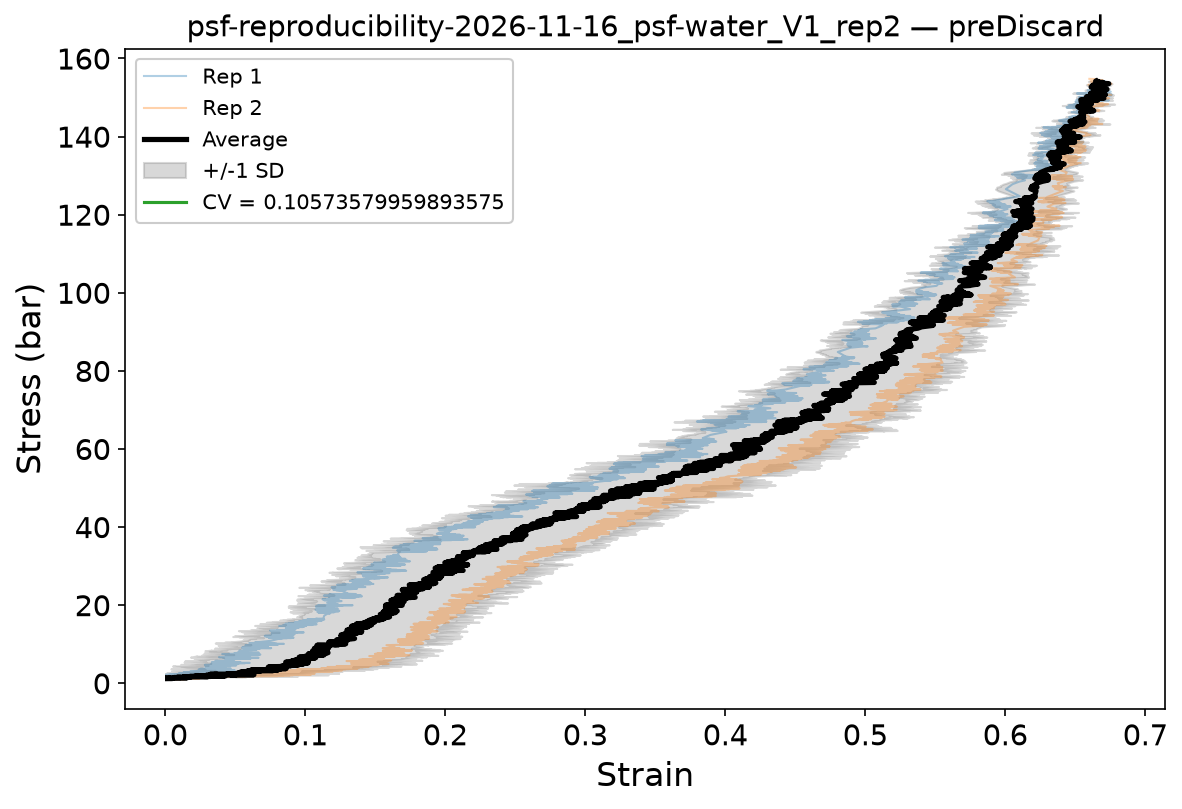 psf-reproducibility-2026-11-16_psf-water_V1_rep2 — preDiscard
160
140
120
100
80
60
40
20
0
Stress (bar)
Rep 1
Rep 2
Average
+/-1 SD
CV = 0.10573579959893575
0.0 0.1 0.2 0.3 0.4 0.5 0.6 0.7
Strain